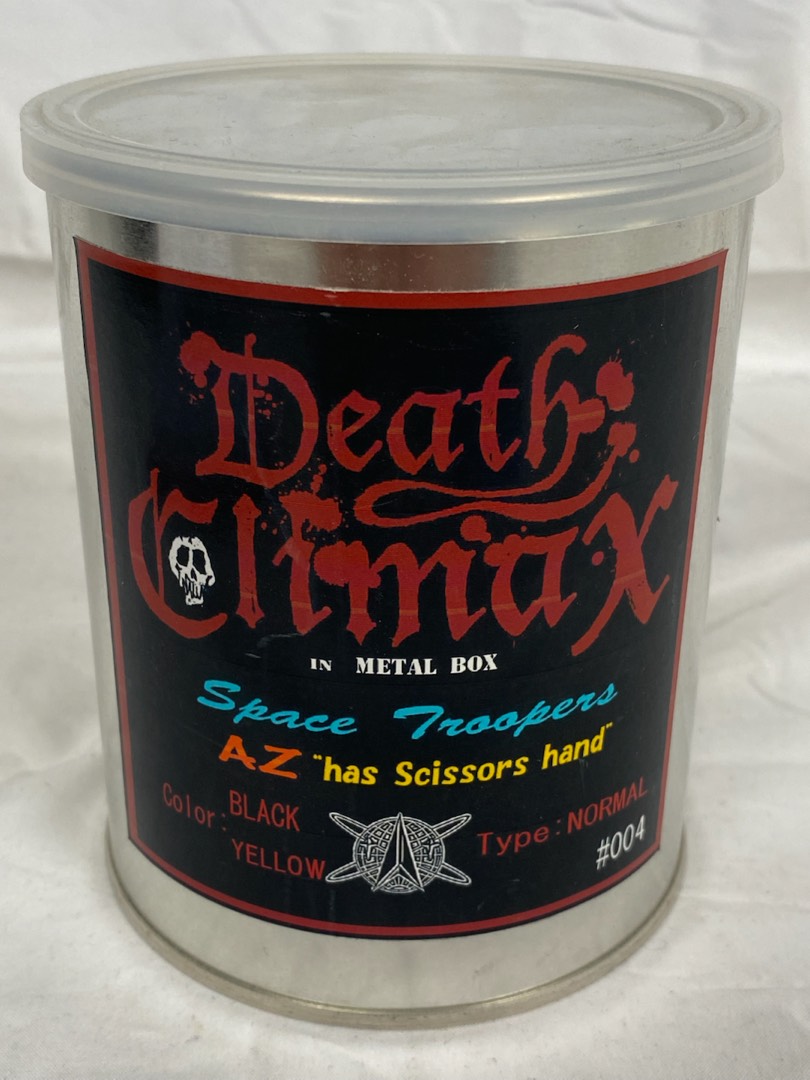 Death
Climax
IN METAL BOX
Space Troopers
AZ "has Scissors hand"
Color: BLACK
YELLOW
Type: NORMAL
#004